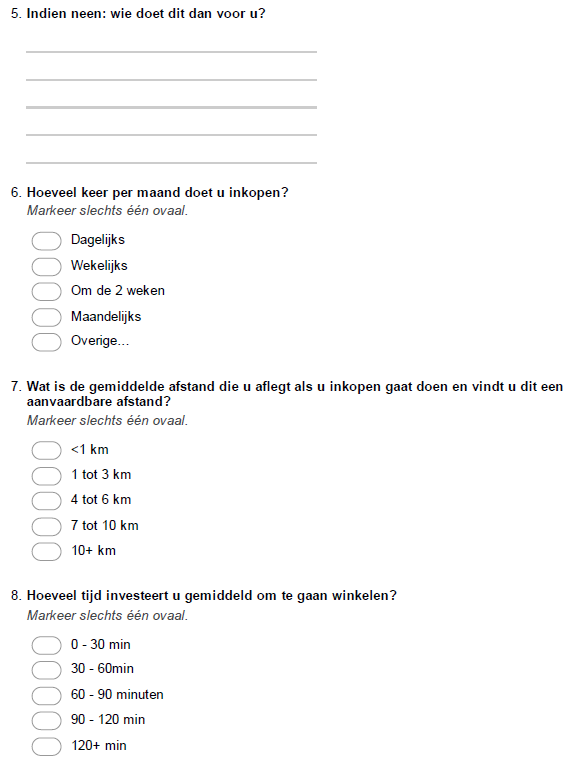 5. Indien neen: wie doet dit dan voor u?
6. Hoeveel keer per maand doet u inkopen?
Markeer slechts één ovaal.
Dagelijks
Wekelijks
Om de 2 weken
Maandelijks
Overige...
7. Wat is de gemiddelde afstand die u aflegt als u inkopen gaat doen en vindt u dit een
aanvaardbare afstand?
Markeer slechts één ovaal.
<1 km
1 tot 3 km
4 tot 6 km
7 tot 10 km
10+ km
8. Hoeveel tijd investeert u gemiddeld om te gaan winkelen?
Markeer slechts één ovaal.
0 - 30 min
30 - 60min
60 - 90 minuten
90 - 120 min
120+ min